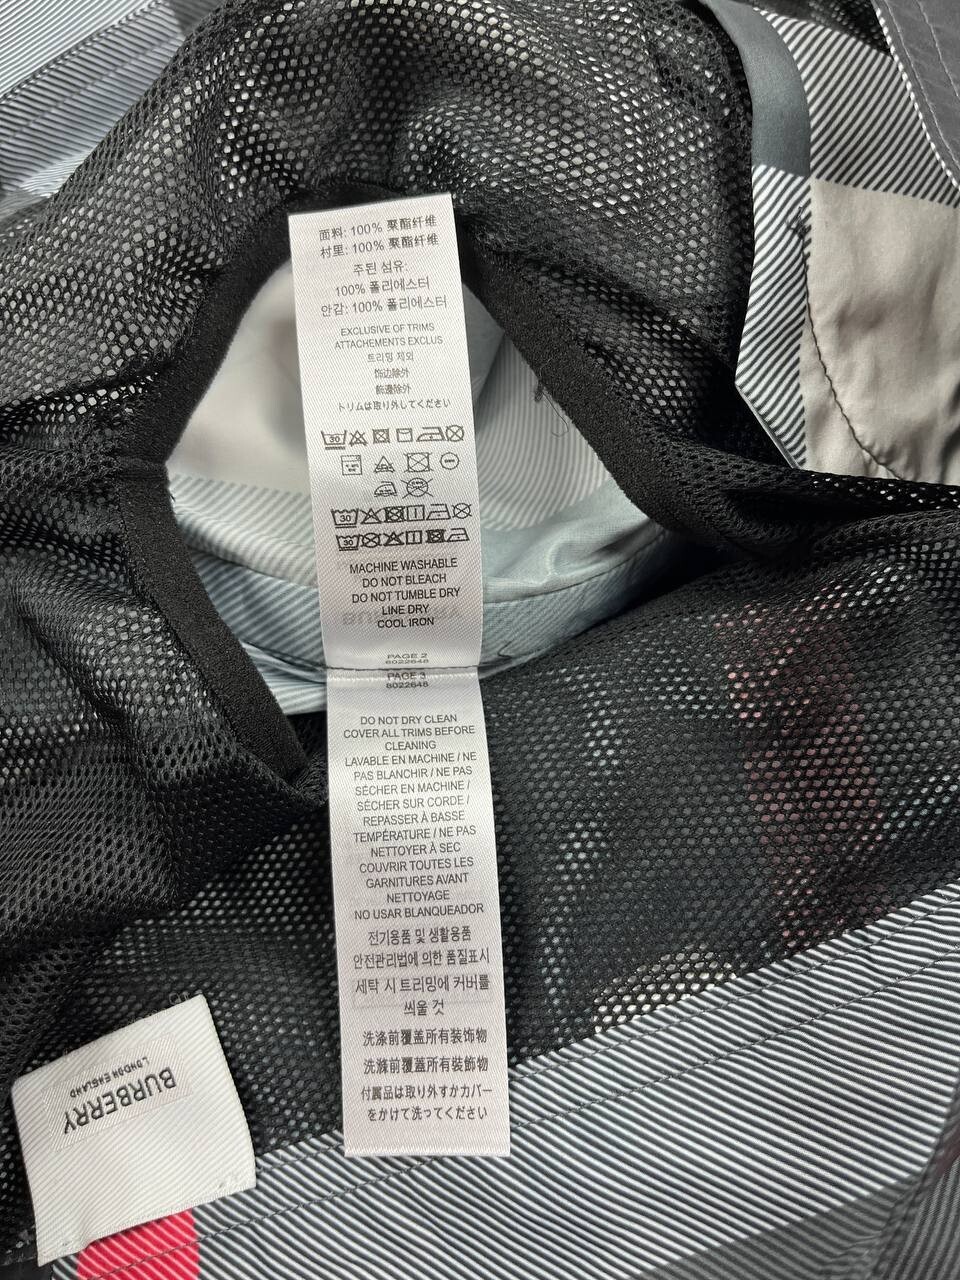 面料: 100% 聚酯纤维
村里: 100% 聚酯纤维
주된 섬유:
100% 폴리에스터
안감: 100% 폴리에스터
EXCLUSIVE OF TRIMS
ATTACHEMENTS EXCLUS
트리밍 제외
饰边除外
飾邊除外
トリムは取り外してください
30
30
30
MACHINE WASHABLE
DO NOT BLEACH
DO NOT TUMBLE DRY
LINE DRY
COOL IRON
PAGE 2
8022648
PAGE 3
8022648
DO NOT DRY CLEAN
COVER ALL TRIMS BEFORE
CLEANING
LAVABLE EN MACHINE / NE
PAS BLANCHIR / NE PAS
SÉCHER EN MACHINE /
SÉCHER SUR CORDE /
REPASSER À BASSE
TEMPÉRATURE / NE PAS
NETTOYER À SEC
COUVRIR TOUTES LES
GARNITURES AVANT
NETTOYAGE
NO USAR BLANQUEADOR
전기용품 및 생활용품
안전관리법에 의한 품질표시
세탁 시 트리밍에 커버를
씌울 것
洗涤前覆盖所有装饰物
洗滌前覆蓋所有裝飾物
付属品は取り外すかカバー
をかけて洗ってください
BURBERRY
LONDON ENGLAND